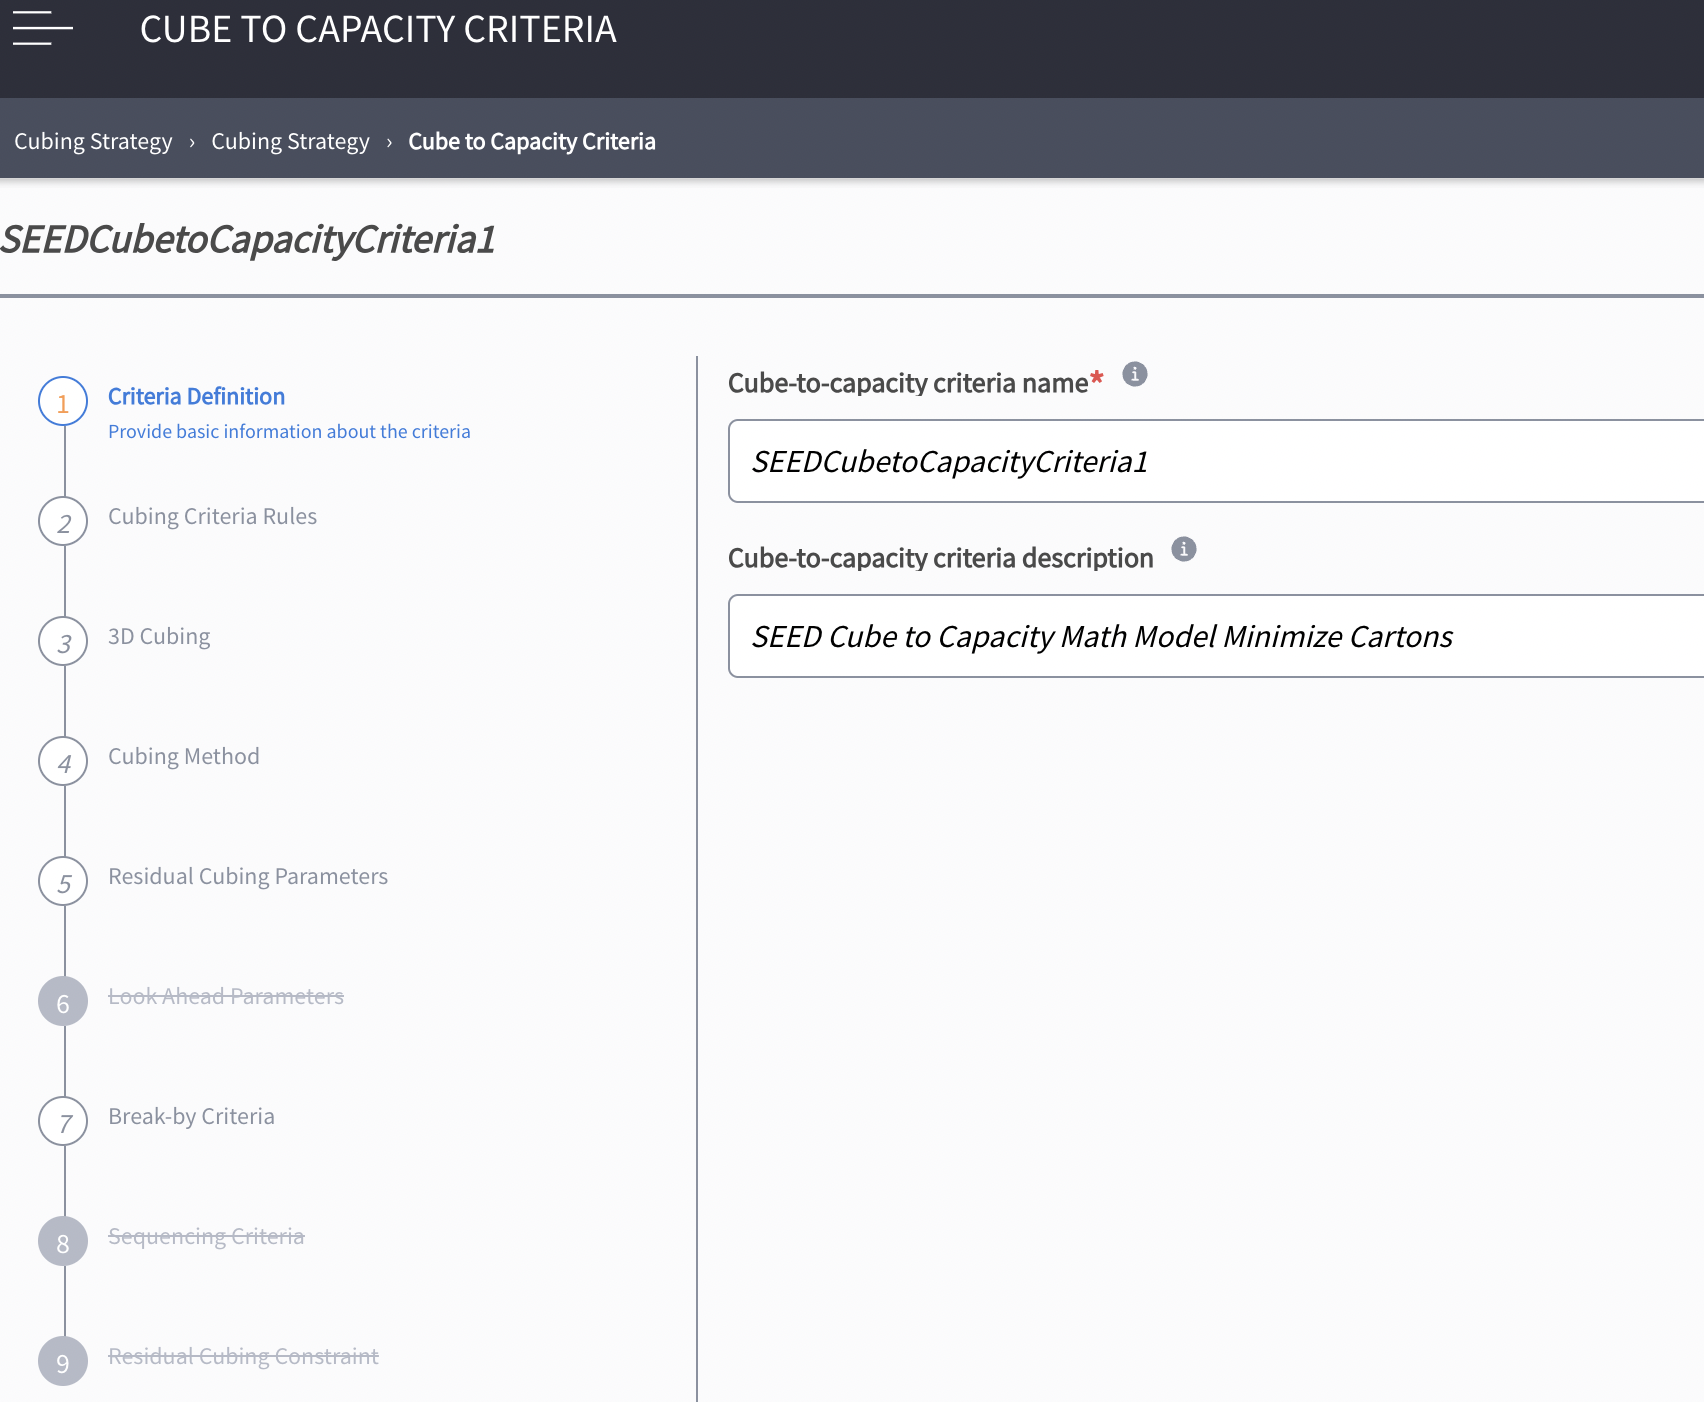 CUBE TO CAPACITY CRITERIA
Cubing Strategy › Cubing Strategy › Cube to Capacity Criteria
SEEDCubetoCapacityCriteria1
1 Criteria Definition
Provide basic information about the criteria
2 Cubing Criteria Rules
3 3D Cubing
4 Cubing Method
5 Residual Cubing Parameters
6 Look Ahead Parameters
7 Break-by Criteria
8 Sequencing Criteria
9 Residual Cubing Constraint
Cube-to-capacity criteria name* i
SEEDCubetoCapacityCriteria1
Cube-to-capacity criteria description i
SEED Cube to Capacity Math Model Minimize Cartons